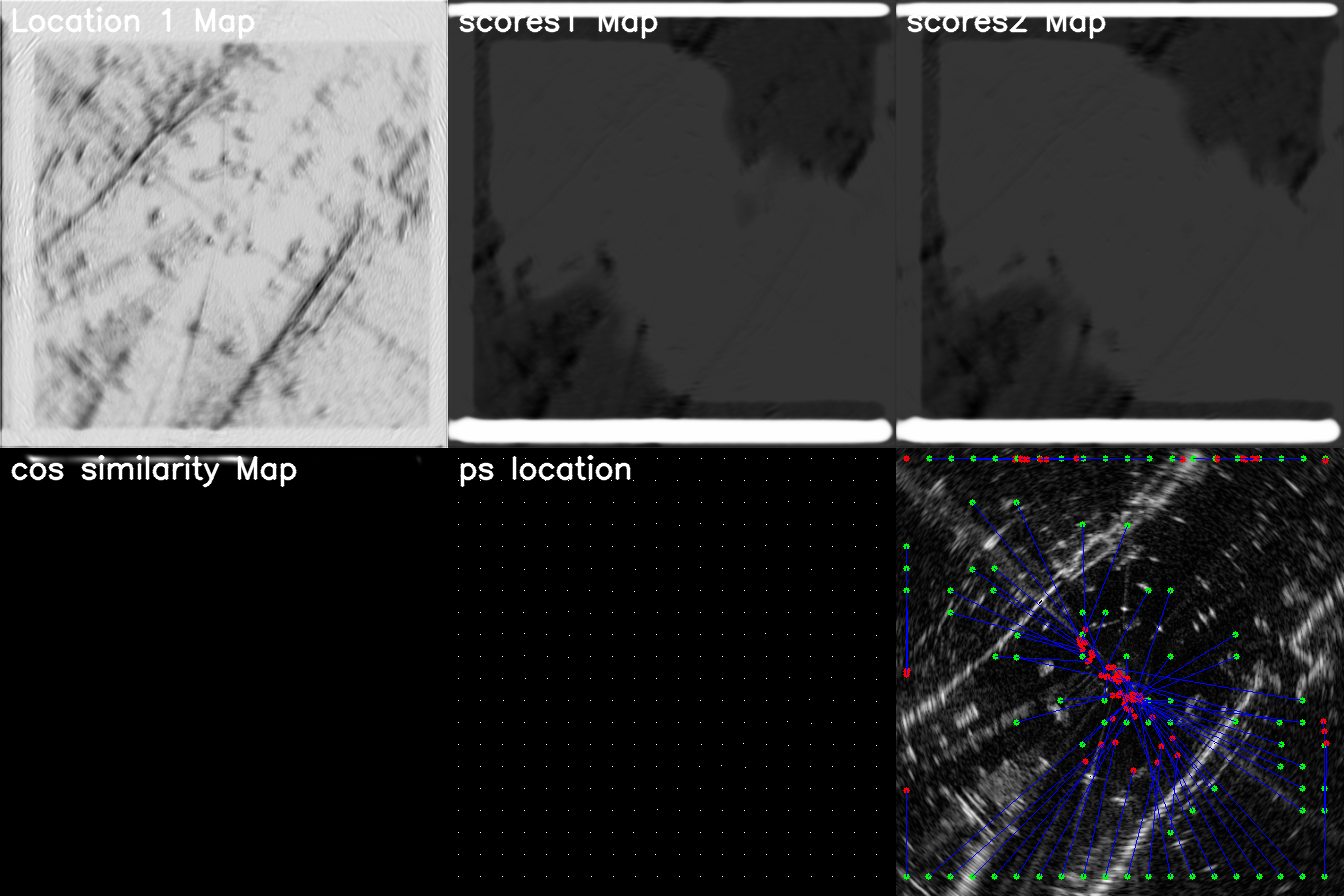 Location 1 Map
scores1 Map
scores2 Map
cos similarity Map
ps location